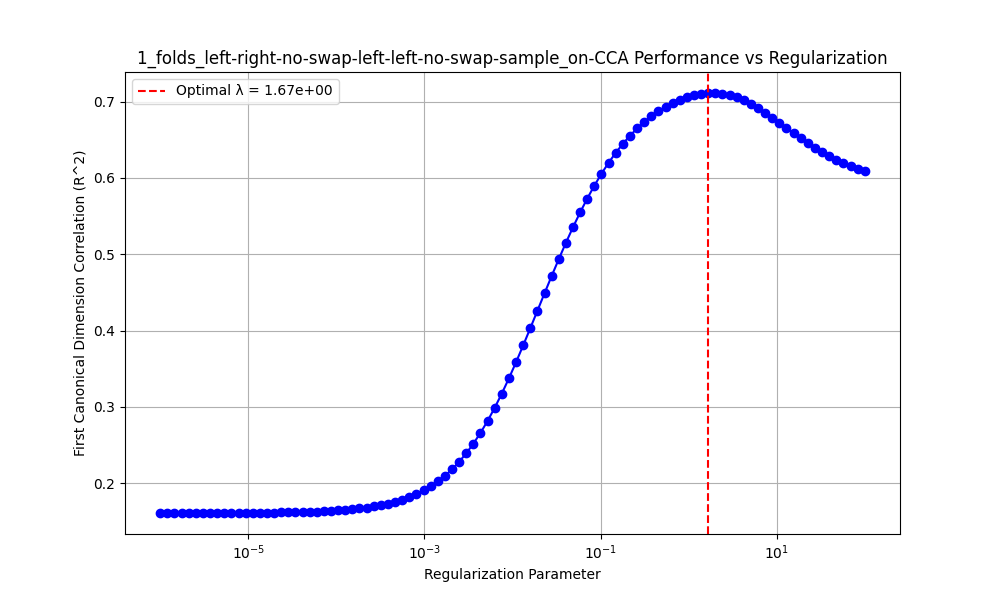 1_folds_left-right-no-swap-left-left-no-swap-sample_on-CCA Performance vs Regularization
Optimal λ = 1.67e+00
First Canonical Dimension Correlation (R^2)
0.7
0.6
0.5
0.4
0.3
0.2
10⁻⁵
10⁻³
10⁻¹
10¹
Regularization Parameter